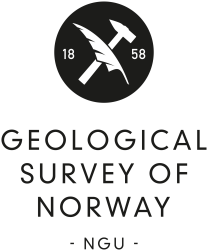 18 58
GEOLOGICAL
SURVEY OF
NORWAY
- NGU -